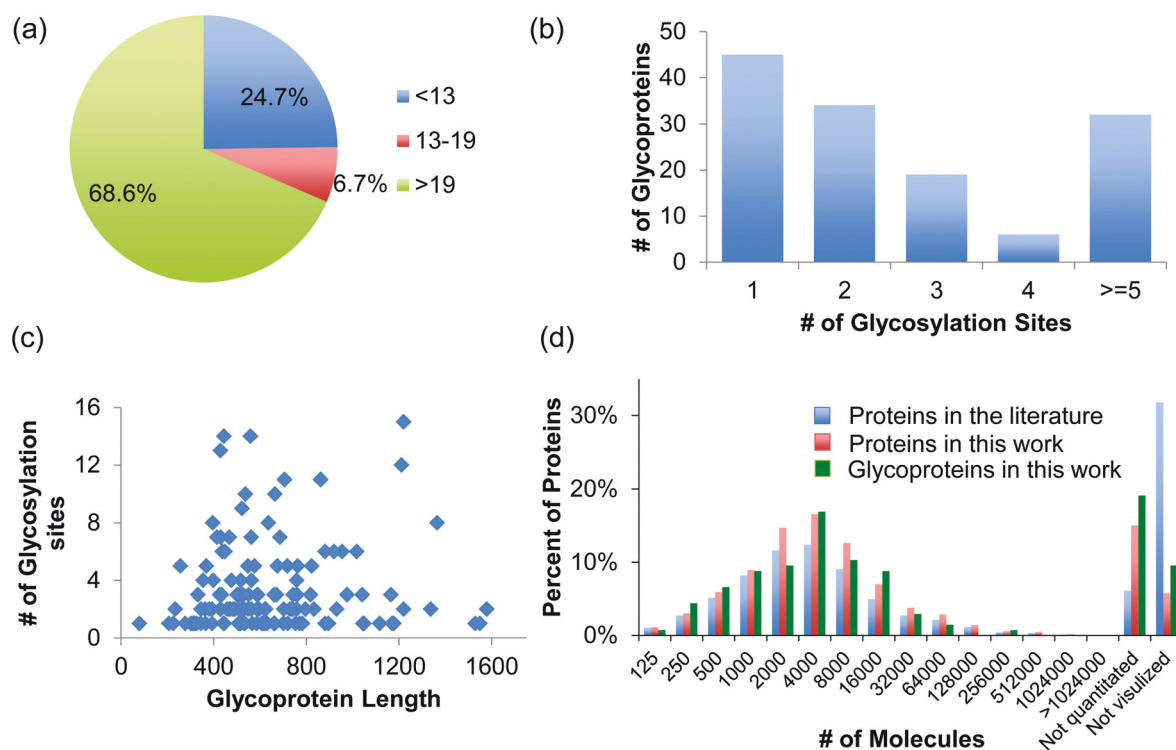 (a)
24.7%
6.7%
68.6%
<13
13-19
>19
(b)
# of Glycoproteins
50
40
30
20
10
0
1 2 3 4 >=5
# of Glycosylation Sites
(c)
# of Glycosylation
sites
16
12
8
4
0
0 400 800 1200 1600
Glycoprotein Length
(d)
Percent of Proteins
30%
20%
10%
0%
Proteins in the literature
Proteins in this work
Glycoproteins in this work
125
250
500
1000
2000
4000
8000
16000
32000
64000
128000
256000
512000
1024000
>1024000
Not quantitated
Not visulized
# of Molecules